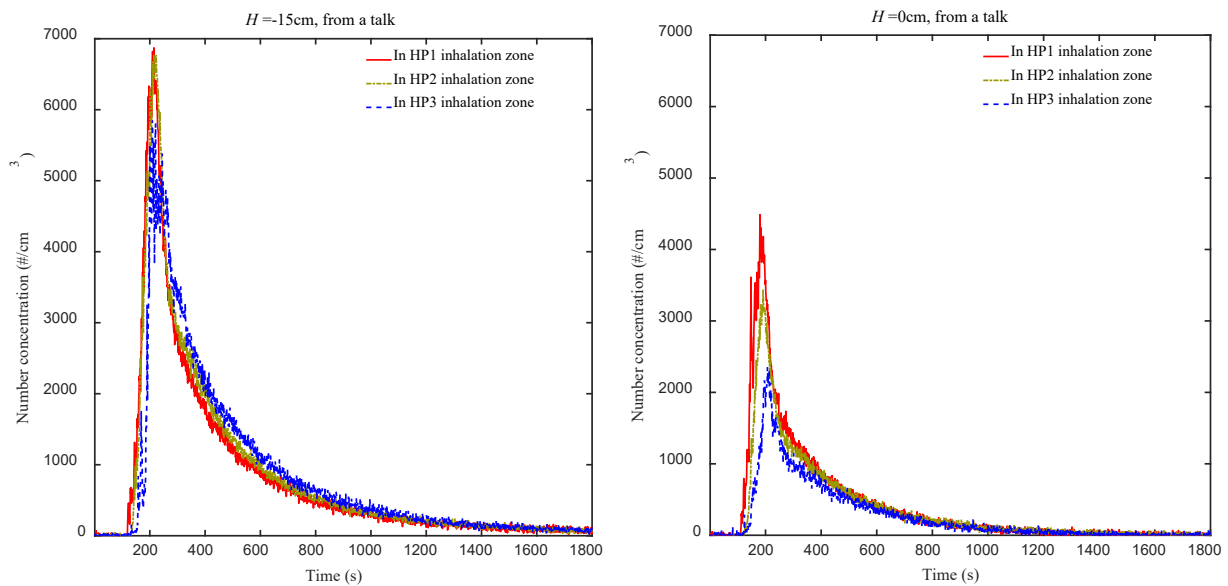 H =-15cm, from a talk
7000
6000
5000
4000
3000
2000
1000
0
200 400 600 800 1000 1200 1400 1600 1800
Time (s)
Number concentration (#/cm
3
)
In HP1 inhalation zone
In HP2 inhalation zone
In HP3 inhalation zone
H =0cm, from a talk
7000
6000
5000
4000
3000
2000
1000
0
200 400 600 800 1000 1200 1400 1600 1800
Time (s)
Number concentration (#/cm
3
)
In HP1 inhalation zone
In HP2 inhalation zone
In HP3 inhalation zone